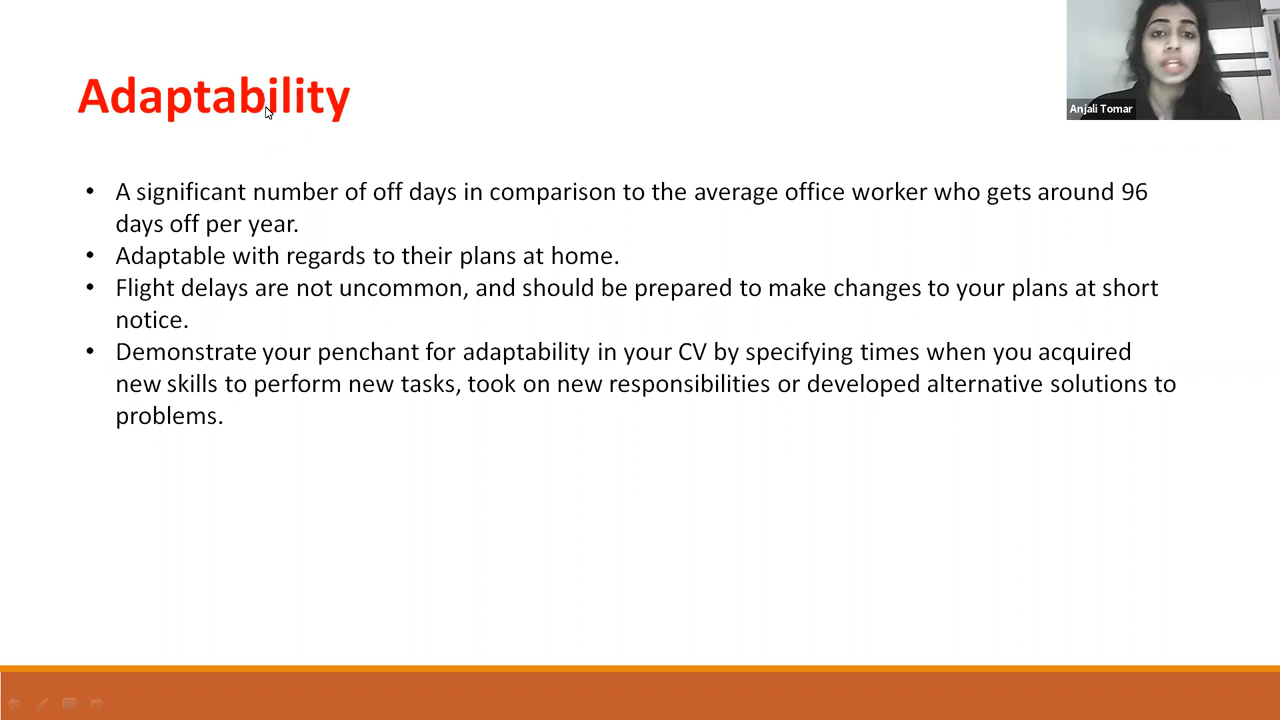 Adaptability
• A significant number of off days in comparison to the average office worker who gets around 96
days off per year.
• Adaptable with regards to their plans at home.
• Flight delays are not uncommon, and should be prepared to make changes to your plans at short
notice.
• Demonstrate your penchant for adaptability in your CV by specifying times when you acquired
new skills to perform new tasks, took on new responsibilities or developed alternative solutions to
problems.
Anjali Tomar